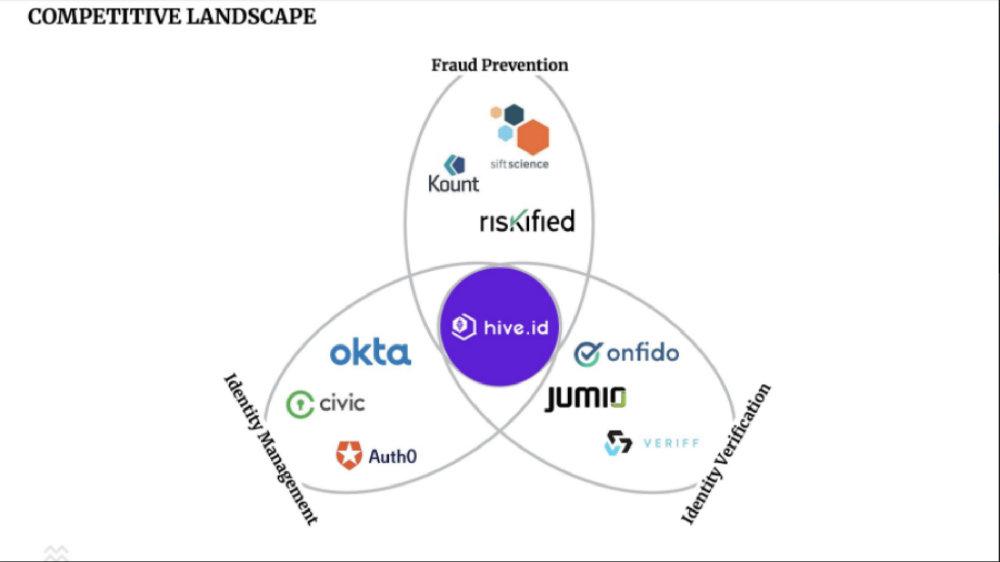 COMPETITIVE LANDSCAPE
Fraud Prevention
siftscience
Kount
riskified
hive.id
okta
onfido
civic
JUMIO
Auth0
VERIFF
Identity Management
Identity Verification